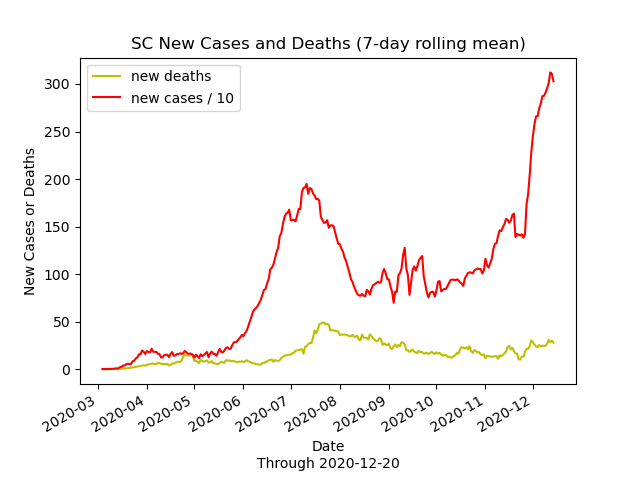 SC New Cases and Deaths (7-day rolling mean)
new deaths
new cases / 10
300
250
200
150
100
50
0
New Cases or Deaths
2020-03
2020-04
2020-05
2020-06
2020-07
2020-08
2020-09
2020-10
2020-11
2020-12
Date
Through 2020-12-20